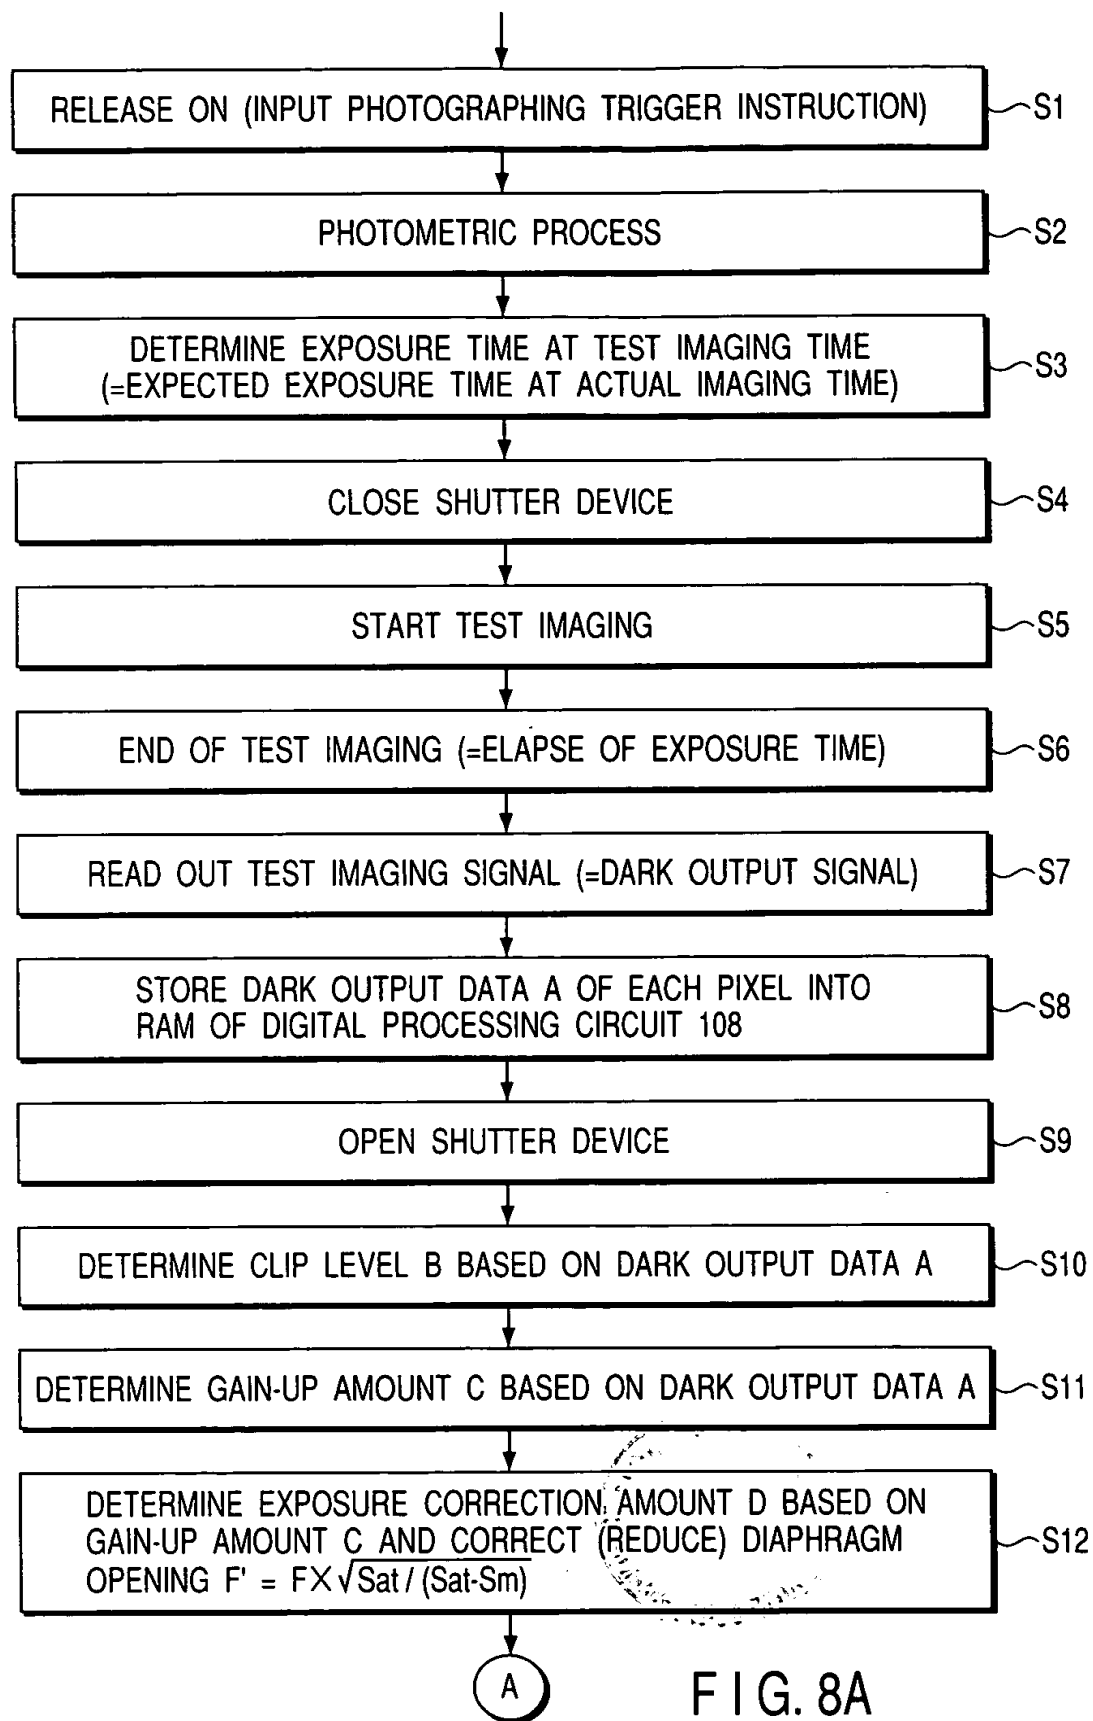 RELEASE ON (INPUT PHOTOGRAPHING TRIGGER INSTRUCTION)
S1
PHOTOMETRIC PROCESS
S2
DETERMINE EXPOSURE TIME AT TEST IMAGING TIME
(=EXPECTED EXPOSURE TIME AT ACTUAL IMAGING TIME)
S3
CLOSE SHUTTER DEVICE
S4
START TEST IMAGING
S5
END OF TEST IMAGING (=ELAPSE OF EXPOSURE TIME)
S6
READ OUT TEST IMAGING SIGNAL (=DARK OUTPUT SIGNAL)
S7
STORE DARK OUTPUT DATA A OF EACH PIXEL INTO
RAM OF DIGITAL PROCESSING CIRCUIT 108
S8
OPEN SHUTTER DEVICE
S9
DETERMINE CLIP LEVEL B BASED ON DARK OUTPUT DATA A
S10
DETERMINE GAIN-UP AMOUNT C BASED ON DARK OUTPUT DATA A
S11
DETERMINE EXPOSURE CORRECTION AMOUNT D BASED ON
GAIN-UP AMOUNT C AND CORRECT (REDUCE) DIAPHRAGM
OPENING F' = F×√Sat / (Sat-Sm)
S12
A
FIG. 8A